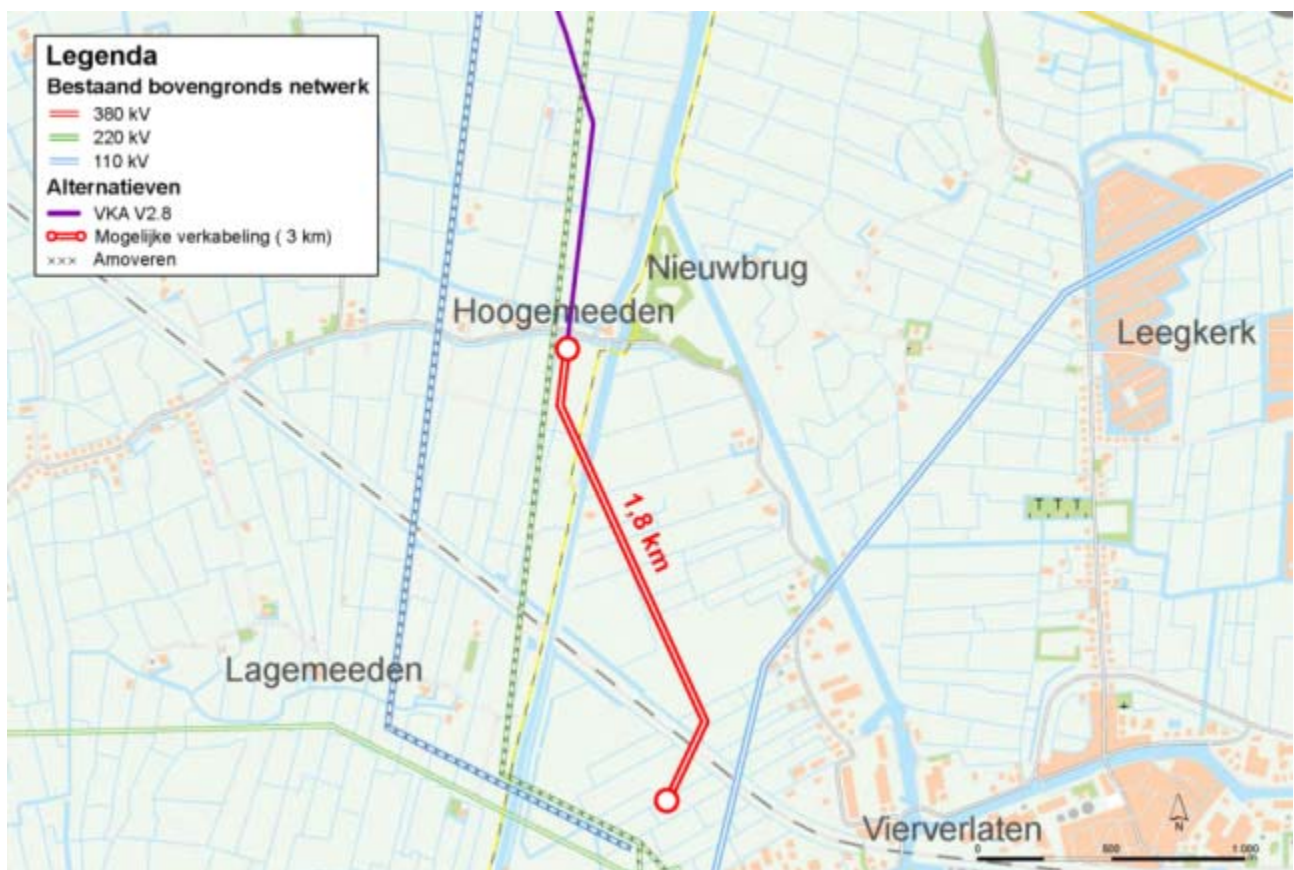 Legenda
Bestaand bovengronds netwerk
380 kV
220 kV
110 kV
Alternatieven
VKA V2.8
Mogelijke verkabeling ( 3 km)
Amoveren
Nieuwbrug
Hoogemeeden
Leegkerk
1,8 km
Lagemeeden
Vierverlaten
N
0 500 1.000